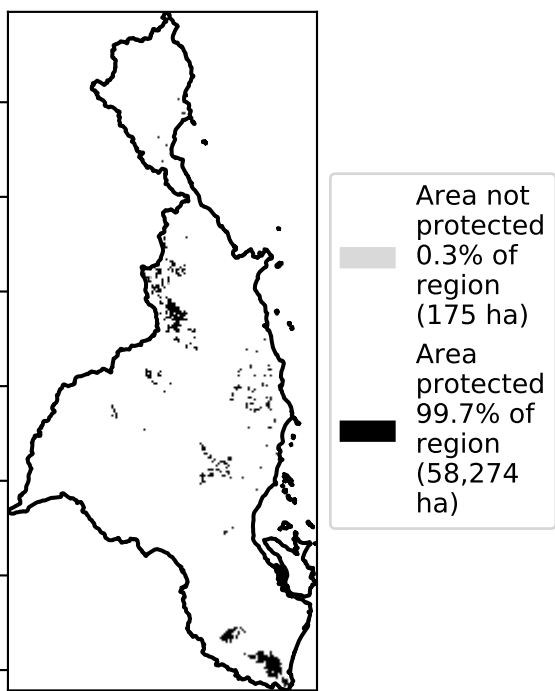 Area not
protected
0.3% of
region
(175 ha)
Area
protected
99.7% of
region
(58,274
ha)